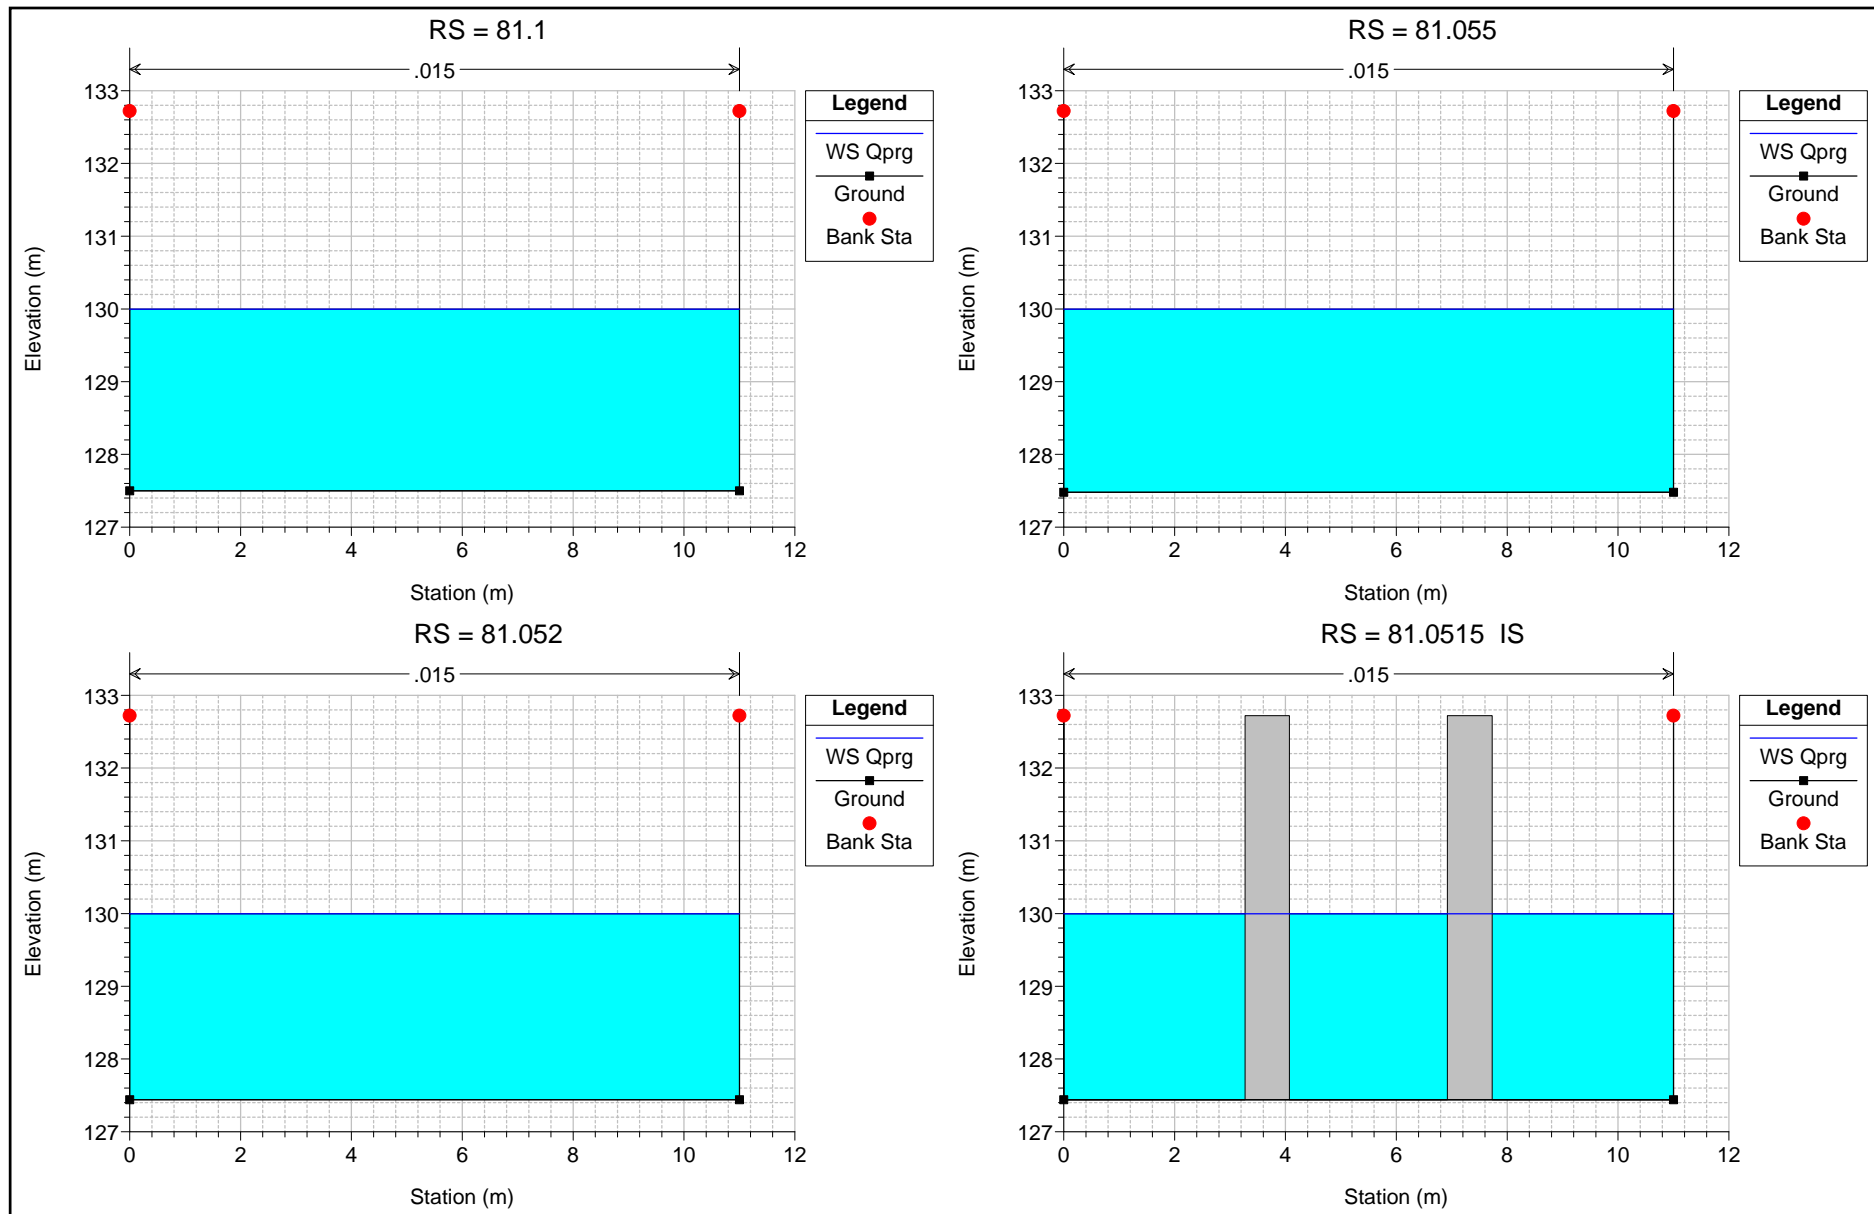 RS = 81.1
.015
133
132
131
130
129
128
127
0 2 4 6 8 10 12
Elevation (m)
Station (m)
Legend
WS Qprg
Ground
Bank Sta
RS = 81.055
.015
133
132
131
130
129
128
127
0 2 4 6 8 10 12
Elevation (m)
Station (m)
Legend
WS Qprg
Ground
Bank Sta
RS = 81.052
.015
133
132
131
130
129
128
127
0 2 4 6 8 10 12
Elevation (m)
Station (m)
Legend
WS Qprg
Ground
Bank Sta
RS = 81.0515 IS
.015
133
132
131
130
129
128
127
0 2 4 6 8 10 12
Elevation (m)
Station (m)
Legend
WS Qprg
Ground
Bank Sta